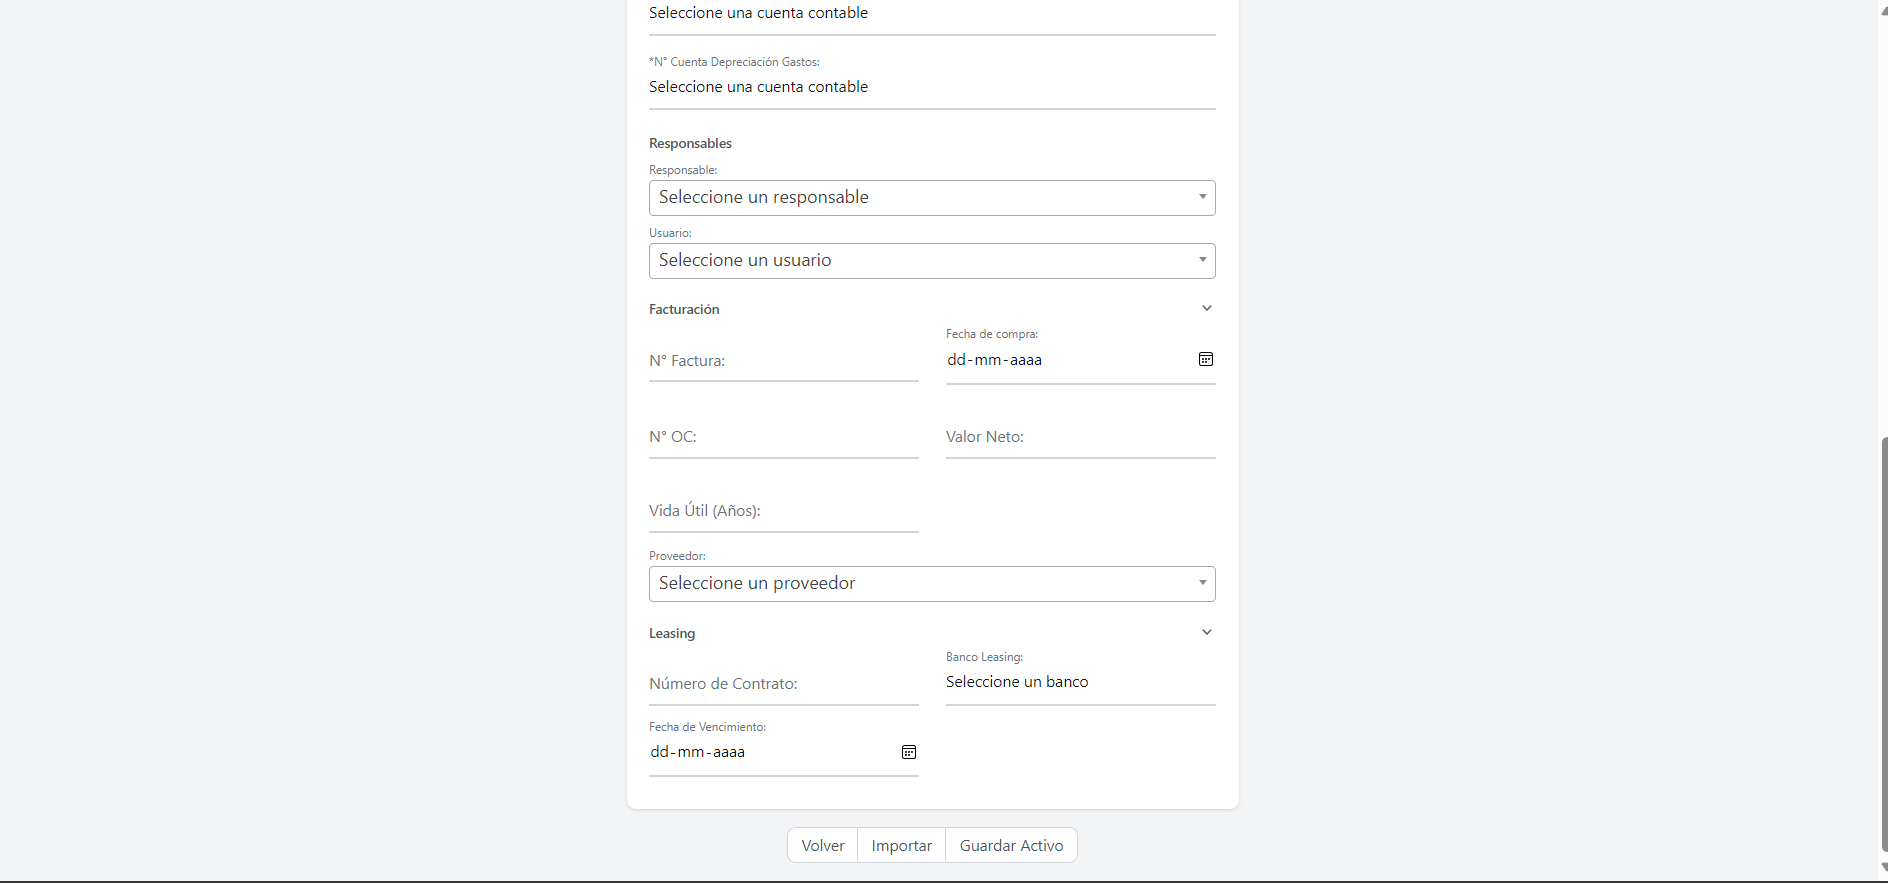 Seleccione una cuenta contable
*N° Cuenta Depreciación Gastos:
Seleccione una cuenta contable
Responsables
Responsable:
Seleccione un responsable
Usuario:
Seleccione un usuario
Facturación
N° Factura:
Fecha de compra:
dd-mm-aaaa
N° OC:
Valor Neto:
Vida Útil (Años):
Proveedor:
Seleccione un proveedor
Leasing
Número de Contrato:
Banco Leasing:
Seleccione un banco
Fecha de Vencimiento:
dd-mm-aaaa
Volver
Importar
Guardar Activo